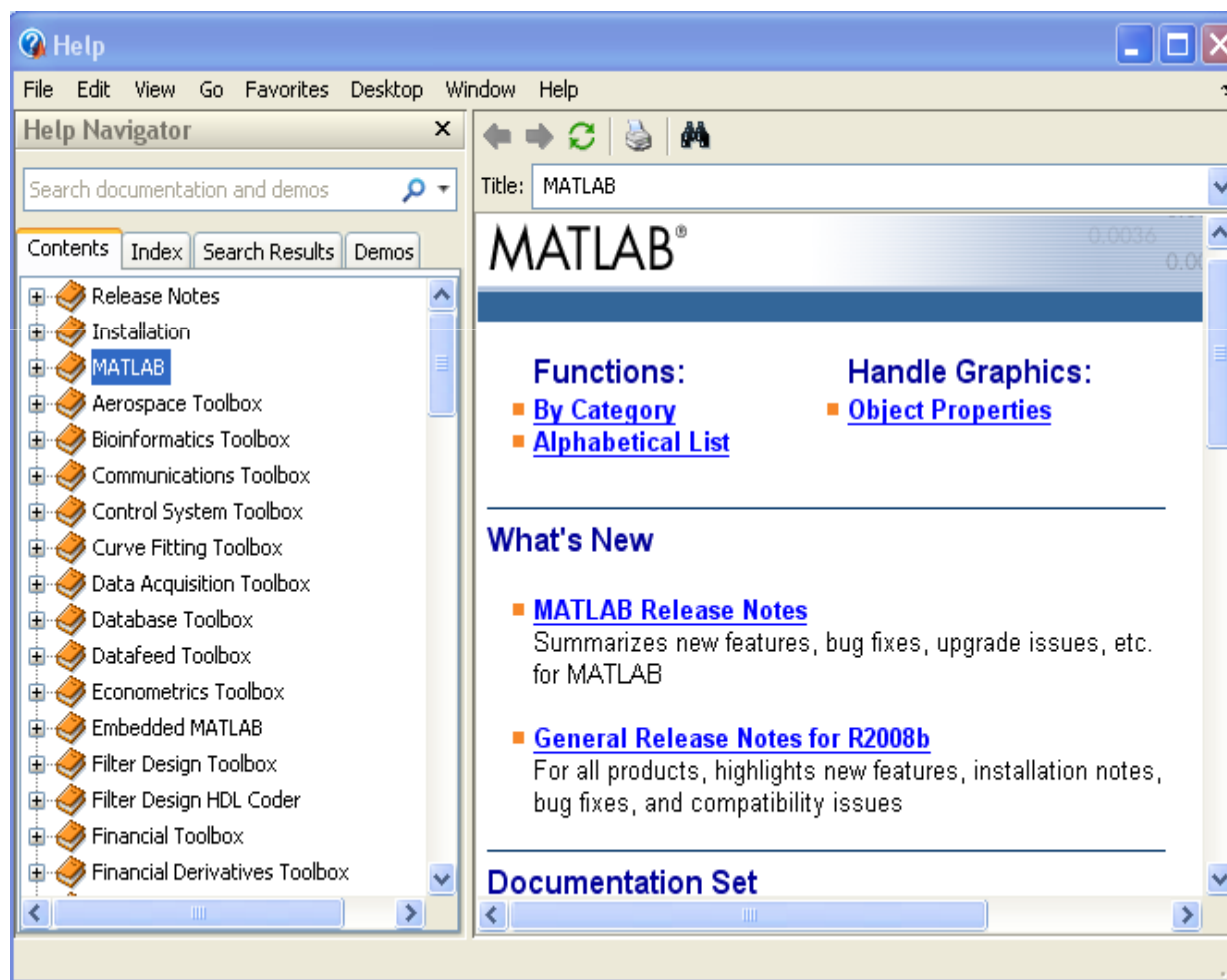 Help
File Edit View Go Favorites Desktop Window Help
Help Navigator
Search documentation and demos
Contents Index Search Results Demos
Release Notes
Installation
MATLAB
Aerospace Toolbox
Bioinformatics Toolbox
Communications Toolbox
Control System Toolbox
Curve Fitting Toolbox
Data Acquisition Toolbox
Database Toolbox
Datafeed Toolbox
Econometrics Toolbox
Embedded MATLAB
Filter Design Toolbox
Filter Design HDL Coder
Financial Toolbox
Financial Derivatives Toolbox
Title: MATLAB
MATLAB®
0.0036
Functions:
By Category
Alphabetical List
Handle Graphics:
Object Properties
What's New
MATLAB Release Notes
Summarizes new features, bug fixes, upgrade issues, etc.
for MATLAB
General Release Notes for R2008b
For all products, highlights new features, installation notes,
bug fixes, and compatibility issues
Documentation Set